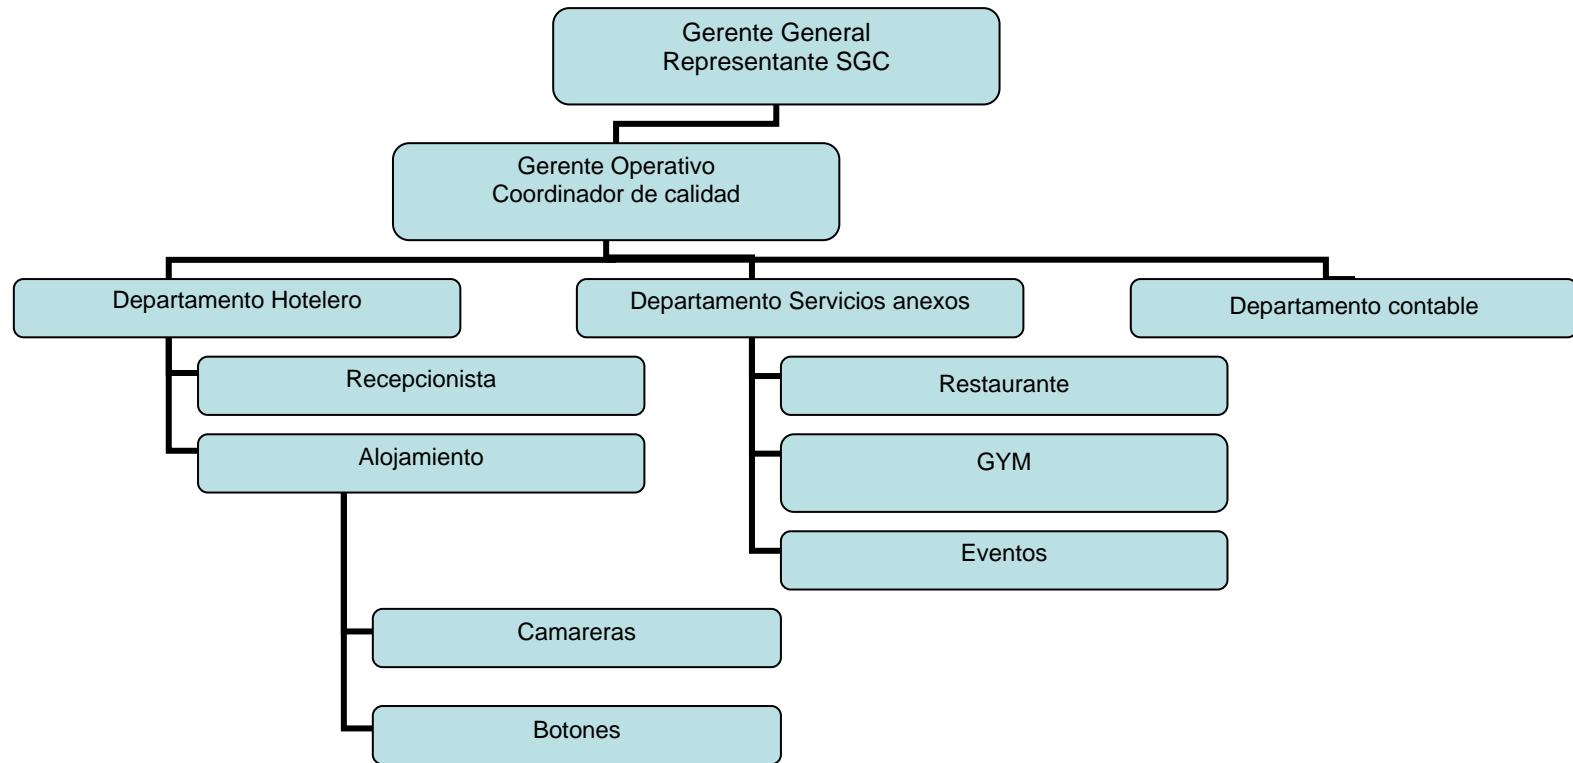 Gerente General
Representante SGC
Gerente Operativo
Coordinador de calidad
Departamento Hotelero
Departamento Servicios anexos
Departamento contable
Recepcionista
Restaurante
Alojamiento
GYM
Eventos
Camareras
Botones